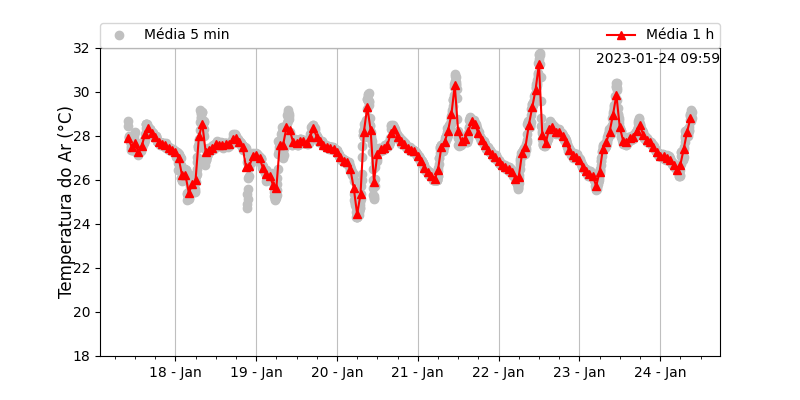 Média 5 min
Média 1 h
2023-01-24 09:59
Temperatura do Ar (°C)
32
30
28
26
24
22
20
18
18 - Jan
19 - Jan
20 - Jan
21 - Jan
22 - Jan
23 - Jan
24 - Jan